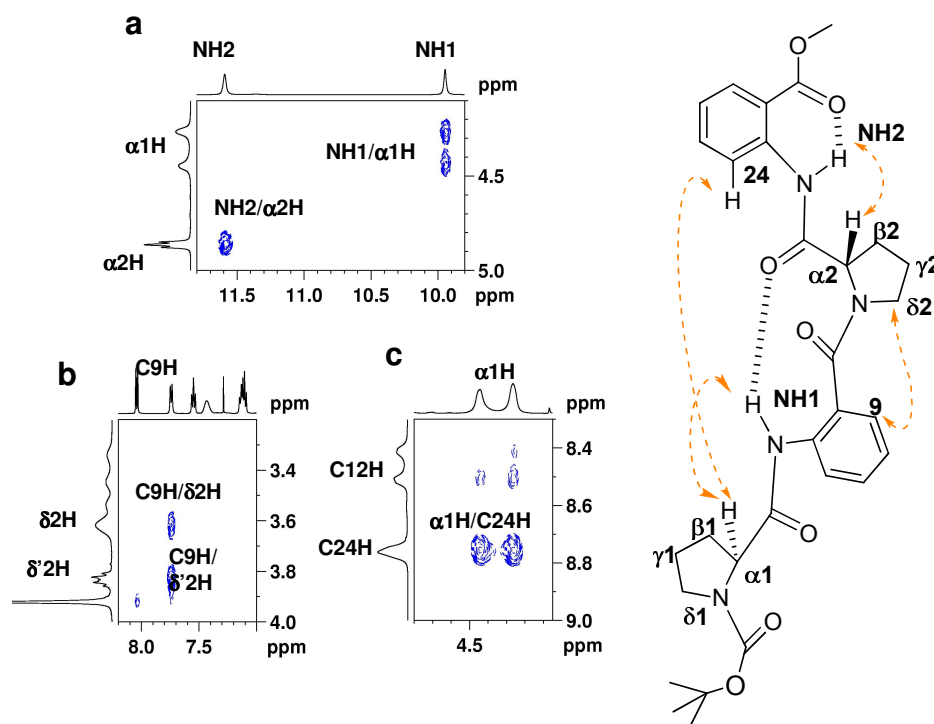 a
NH2 NH1
ppm
α1H
NH1/α1H
4.5
NH2/α2H
α2H
5.0
11.5 11.0 10.5 10.0 ppm
b
C9H
ppm
3.4
C9H/δ2H
δ2H
3.6
C9H/
δ'2H
δ'2H
4.0
8.0 7.5 ppm
c
α1H
ppm
8.4
C12H
8.6
α1H/C24H
C24H
8.8
9.0
4.5 ppm
O
O
H NH2
24
H
N
H
β2
O
α2
γ2
N
δ2
O
H NH1
9
N
H
β1
O
γ1
α1
N
δ1
O
O